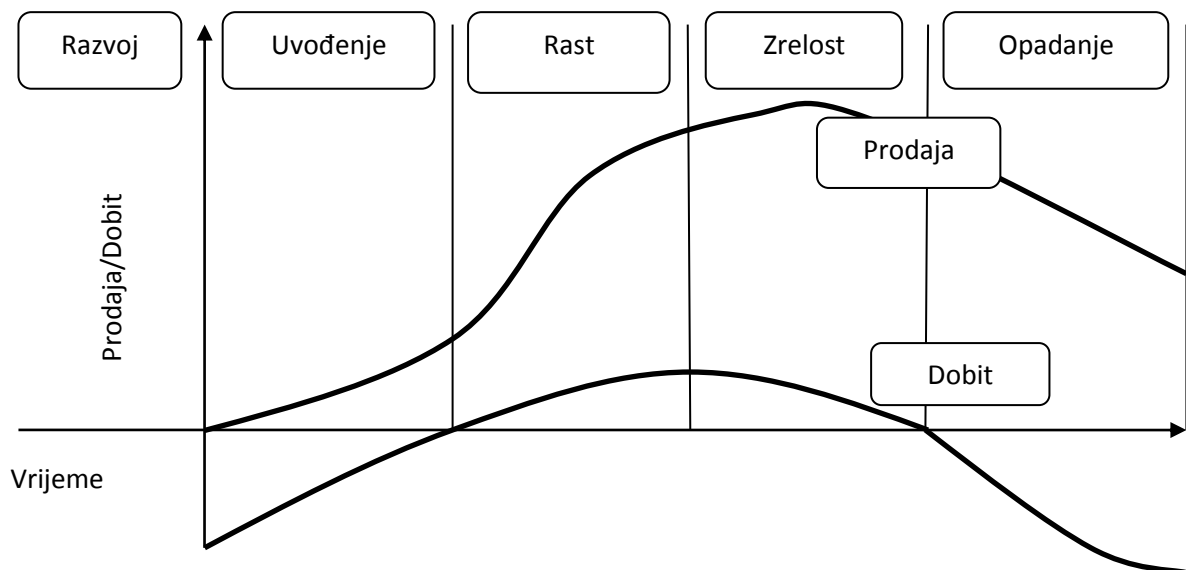 Razvoj
Uvođenje
Rast
Zrelost
Opadanje
Prodaja
Prodaja/Dobit
Dobit
Vrijeme